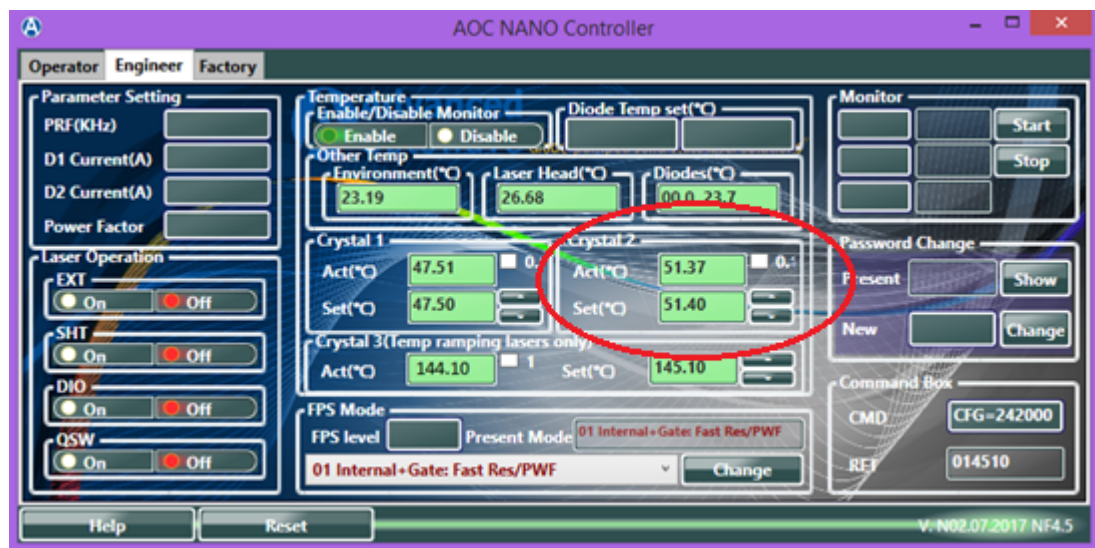 AOC NANO Controller
Operator Engineer Factory
Parameter Setting
PRF(KHz)
D1 Current(A)
D2 Current(A)
Power Factor
Laser Operation
EXT
On Off
SHT
On Off
DIO
On Off
QSW
On Off
Temperature
Enable/Disable Monitor
Enable Disable
Diode Temp set(°C)
Other Temp
Environment(°C) Laser Head(°C) Diodes(°C)
23.19 26.68 00.0 23.7
Crystal 1
Act(°C) 47.51
Set(°C) 47.50
Crystal 2
Act(°C) 51.37
Set(°C) 51.40
Crystal 3(Temp ramping lasers only)
Act(°C) 144.10 1 Set(°C) 145.10
FPS Mode
FPS level Present Mode 01 Internal+Gate: Fast Res/PWF
01 Internal+Gate: Fast Res/PWF Change
Monitor
Start
Stop
Password Change
Present Show
New Change
Command Box
CMD CFG=242000
RET 014510
Help Reset V. N02.07.2017 NF4.5